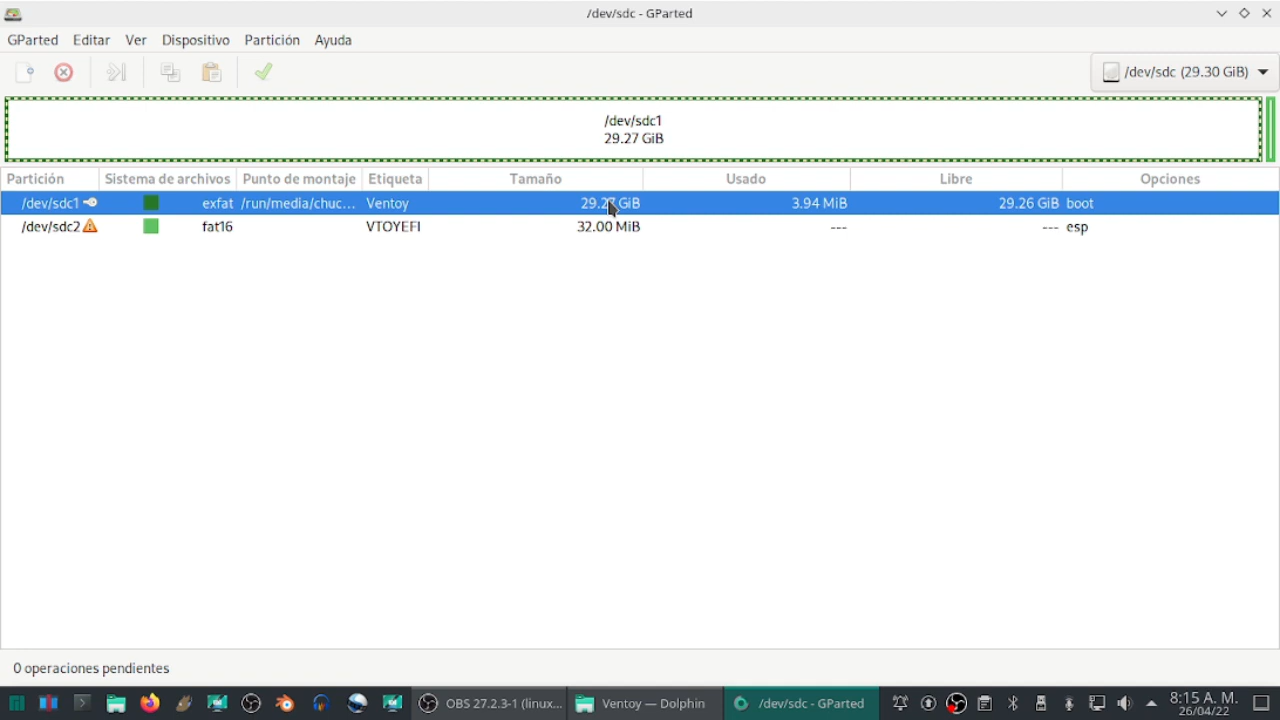 /dev/sdc - GParted
GParted Editar Ver Dispositivo Partición Ayuda
/dev/sdc (29.30 GiB)
/dev/sdc1
29.27 GiB
Partición Sistema de archivos Punto de montaje Etiqueta Tamaño Usado Libre Opciones
/dev/sdc1 exfat /run/media/chuc... Ventoy 29.27 GiB 3.94 MiB 29.26 GiB boot
/dev/sdc2 fat16 VTOYEFI 32.00 MiB --- --- esp
0 operaciones pendientes
OBS 27.2.3-1 (linux... Ventoy — Dolphin /dev/sdc - GParted 8:15 A. M.
26/04/22